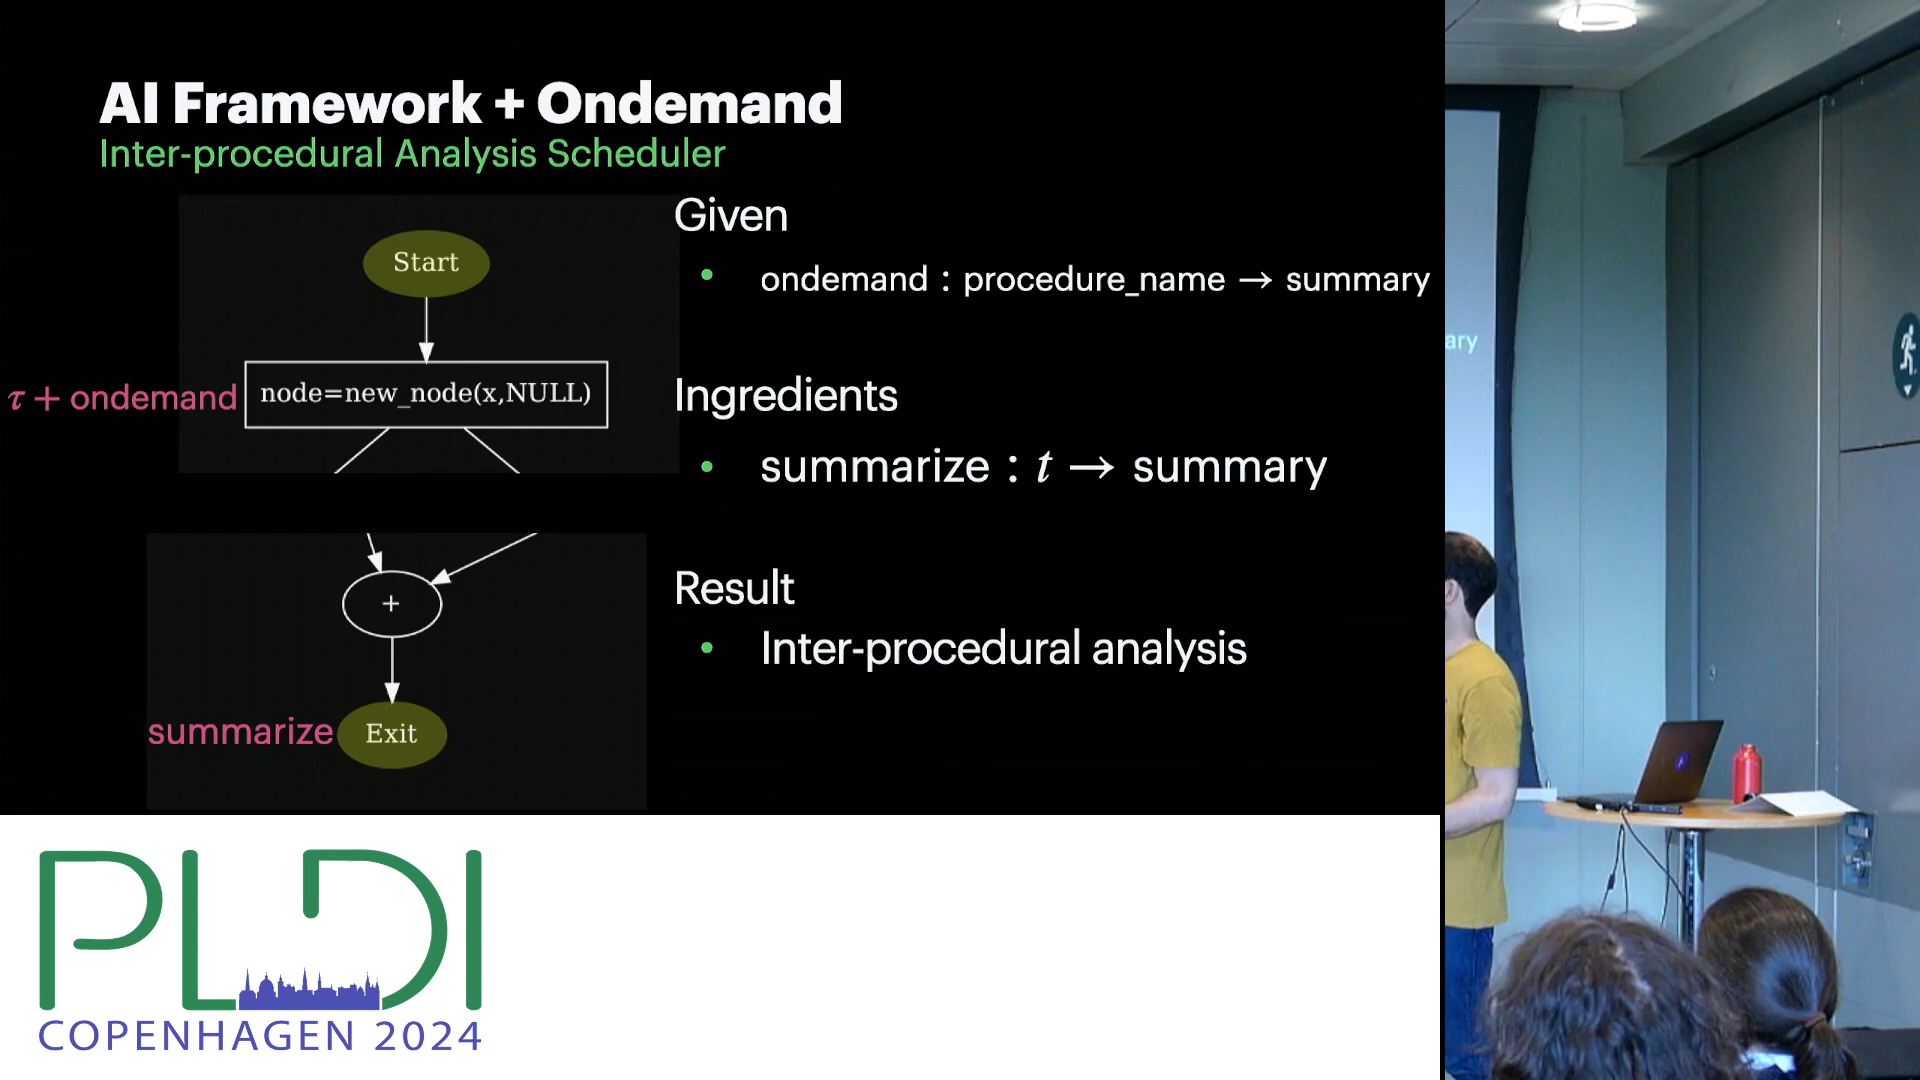 AI Framework + Ondemand
Inter-procedural Analysis Scheduler
Start
τ + ondemand
node=new_node(x,NULL)
+
summarize
Exit
Given
• ondemand : procedure_name → summary
Ingredients
• summarize : t → summary
Result
• Inter-procedural analysis
ary
PLDI
COPENHAGEN 2024